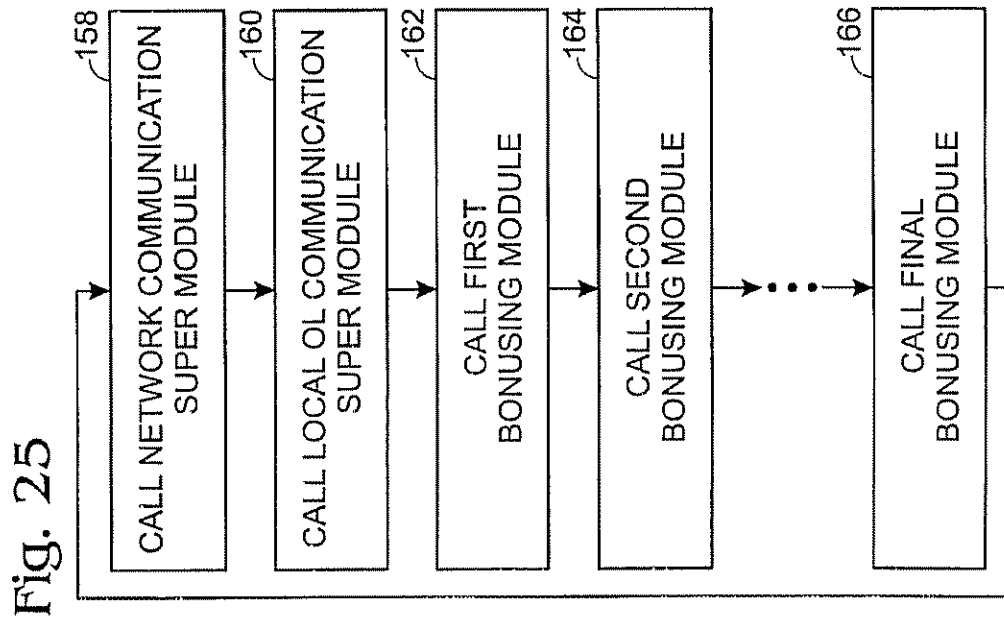 Fig. 25
158
CALL NETWORK COMMUNICATION
SUPER MODULE
160
CALL LOCAL OL COMMUNICATION
SUPER MODULE
162
CALL FIRST
BONUSING MODULE
164
CALL SECOND
BONUSING MODULE
166
CALL FINAL
BONUSING MODULE